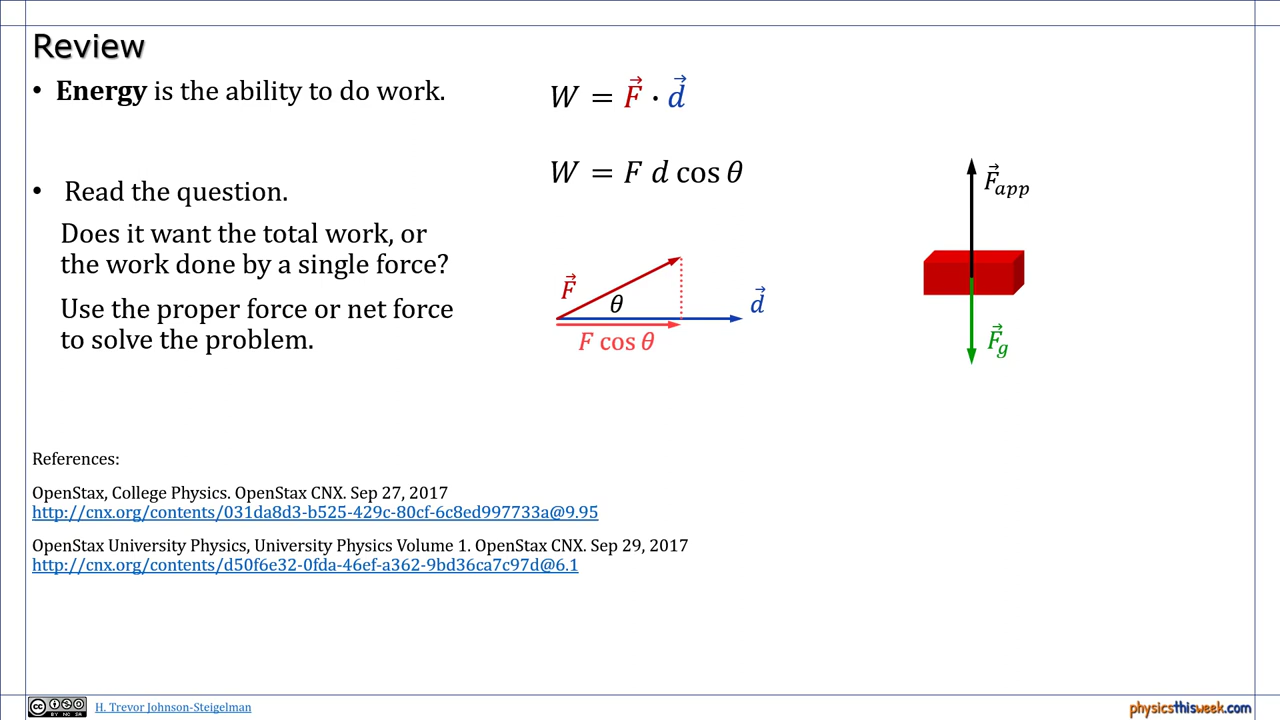 Review
• Energy is the ability to do work.
W = F⃗ · d⃗
W = F d cos θ
• Read the question.
Does it want the total work, or
the work done by a single force?
Use the proper force or net force
to solve the problem.
F⃗
θ
d⃗
F cos θ
F⃗app
F⃗g
References:
OpenStax, College Physics. OpenStax CNX. Sep 27, 2017
http://cnx.org/contents/031da8d3-b525-429c-80cf-6c8ed997733a@9.95
OpenStax University Physics, University Physics Volume 1. OpenStax CNX. Sep 29, 2017
http://cnx.org/contents/d50f6e32-0fda-46ef-a362-9bd36ca7c97d@6.1
cc BY NC SA
H. Trevor Johnson-Steigelman
physicsthisweek.com